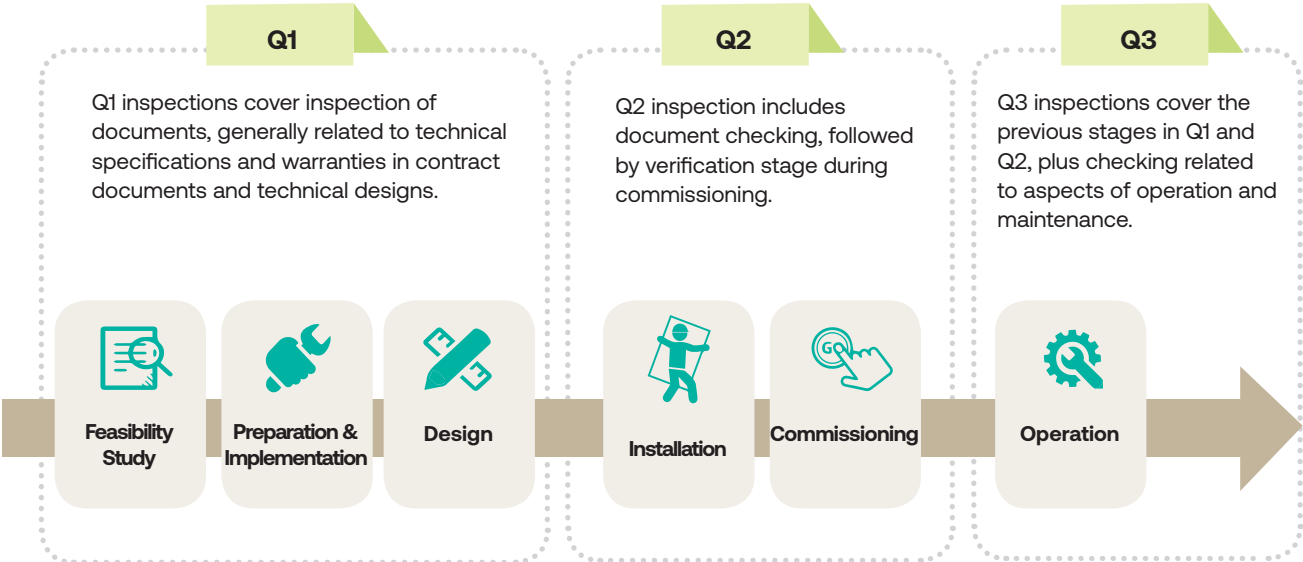 Q1
Q1 inspections cover inspection of
documents, generally related to technical
specifications and warranties in contract
documents and technical designs.
Feasibility
Study
Preparation &
Implementation
Design
Q2
Q2 inspection includes
document checking, followed
by verification stage during
commissioning.
Installation
GO
Commissioning
Q3
Q3 inspections cover the
previous stages in Q1 and
Q2, plus checking related
to aspects of operation and
maintenance.
Operation